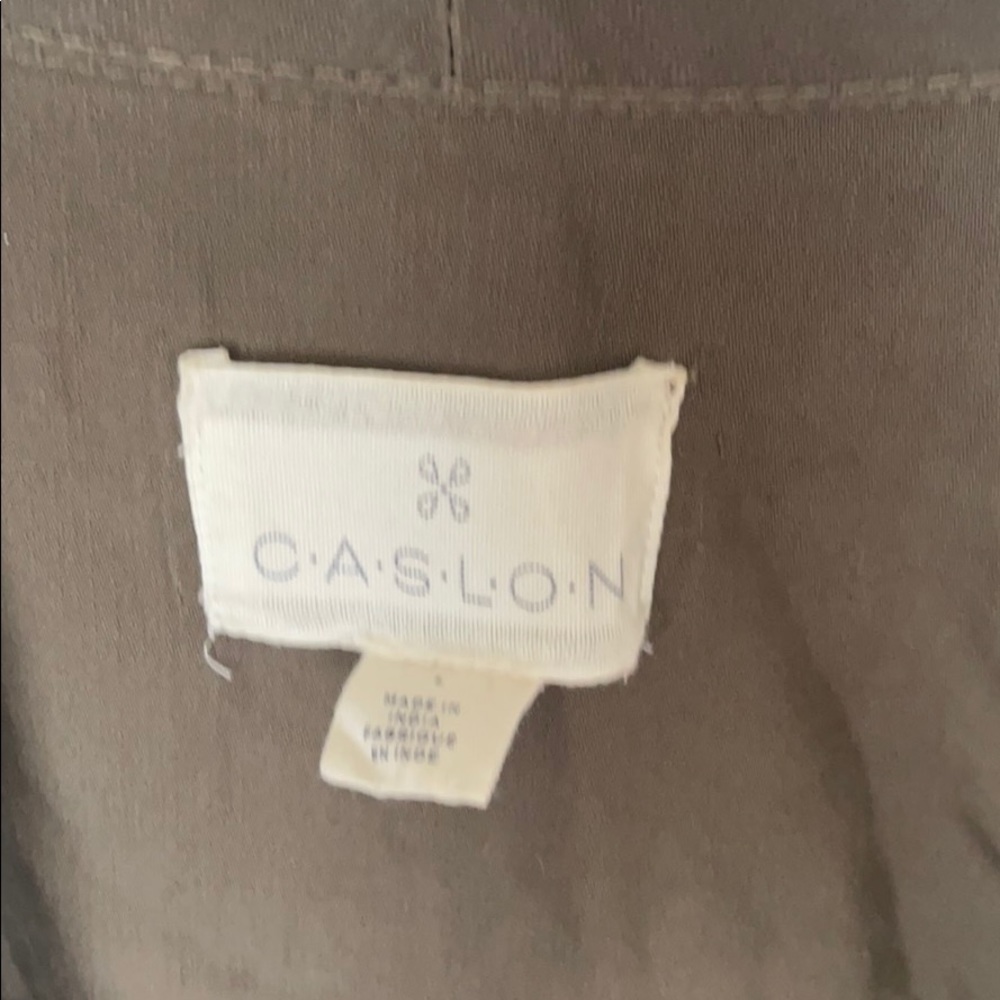 C·A·S·L·O·N
MADE IN
INDIA
FABRIQUE
EN INDE